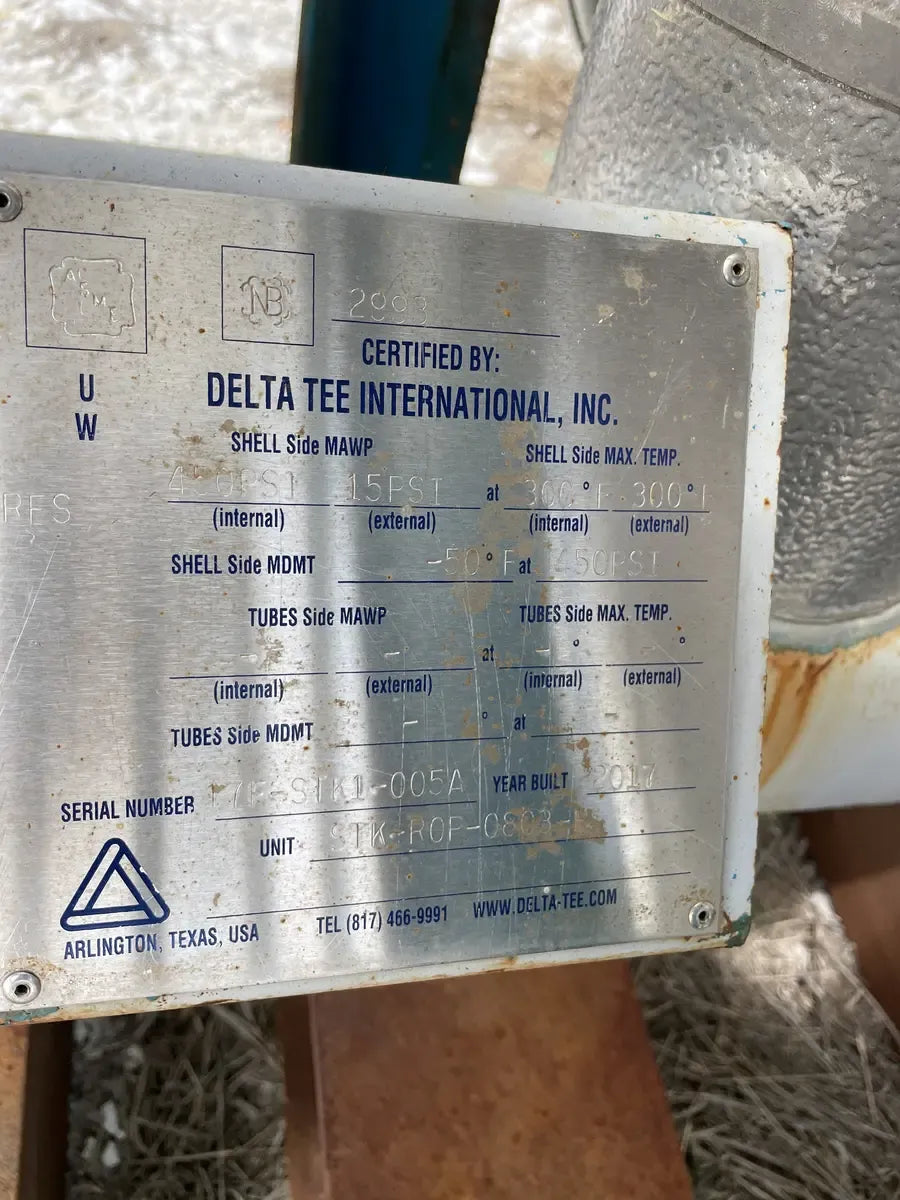 ASME NB 2993
CERTIFIED BY:
U
DELTA TEE INTERNATIONAL, INC.
W
SHELL Side MAWP SHELL Side MAX. TEMP.
RES 450PSI 15PSI at 300°F 300°F
(internal) (external) (internal) (external)
SHELL Side MDMT -50°F at 450PSI
TUBES Side MAWP TUBES Side MAX. TEMP.
- - at -° -°
(internal) (external) (internal) (external)
TUBES Side MDMT -° at -
SERIAL NUMBER YEAR BUILT 2017
UNIT
ARLINGTON, TEXAS, USA TEL (817) 466-9991 WWW.DELTA-TEE.COM